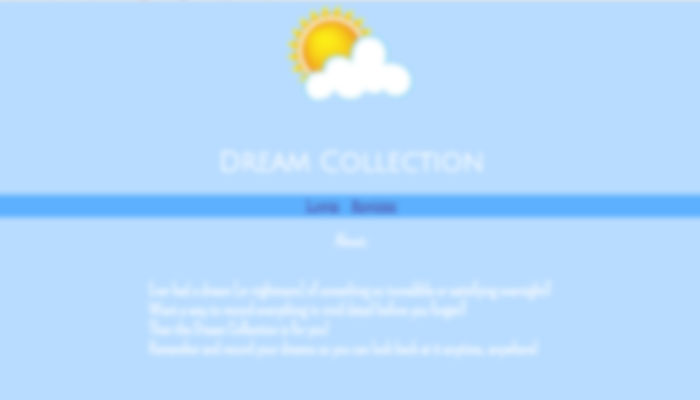 Dream Collection
Login Register
About
Ever had a dream (or nightmare) of something so incredible or satisfying overnight?
Want a way to record everything in vivid detail before you forget?
Then the Dream Collection is for you!
Remember and record your dreams so you can look back at it anytime, anywhere!